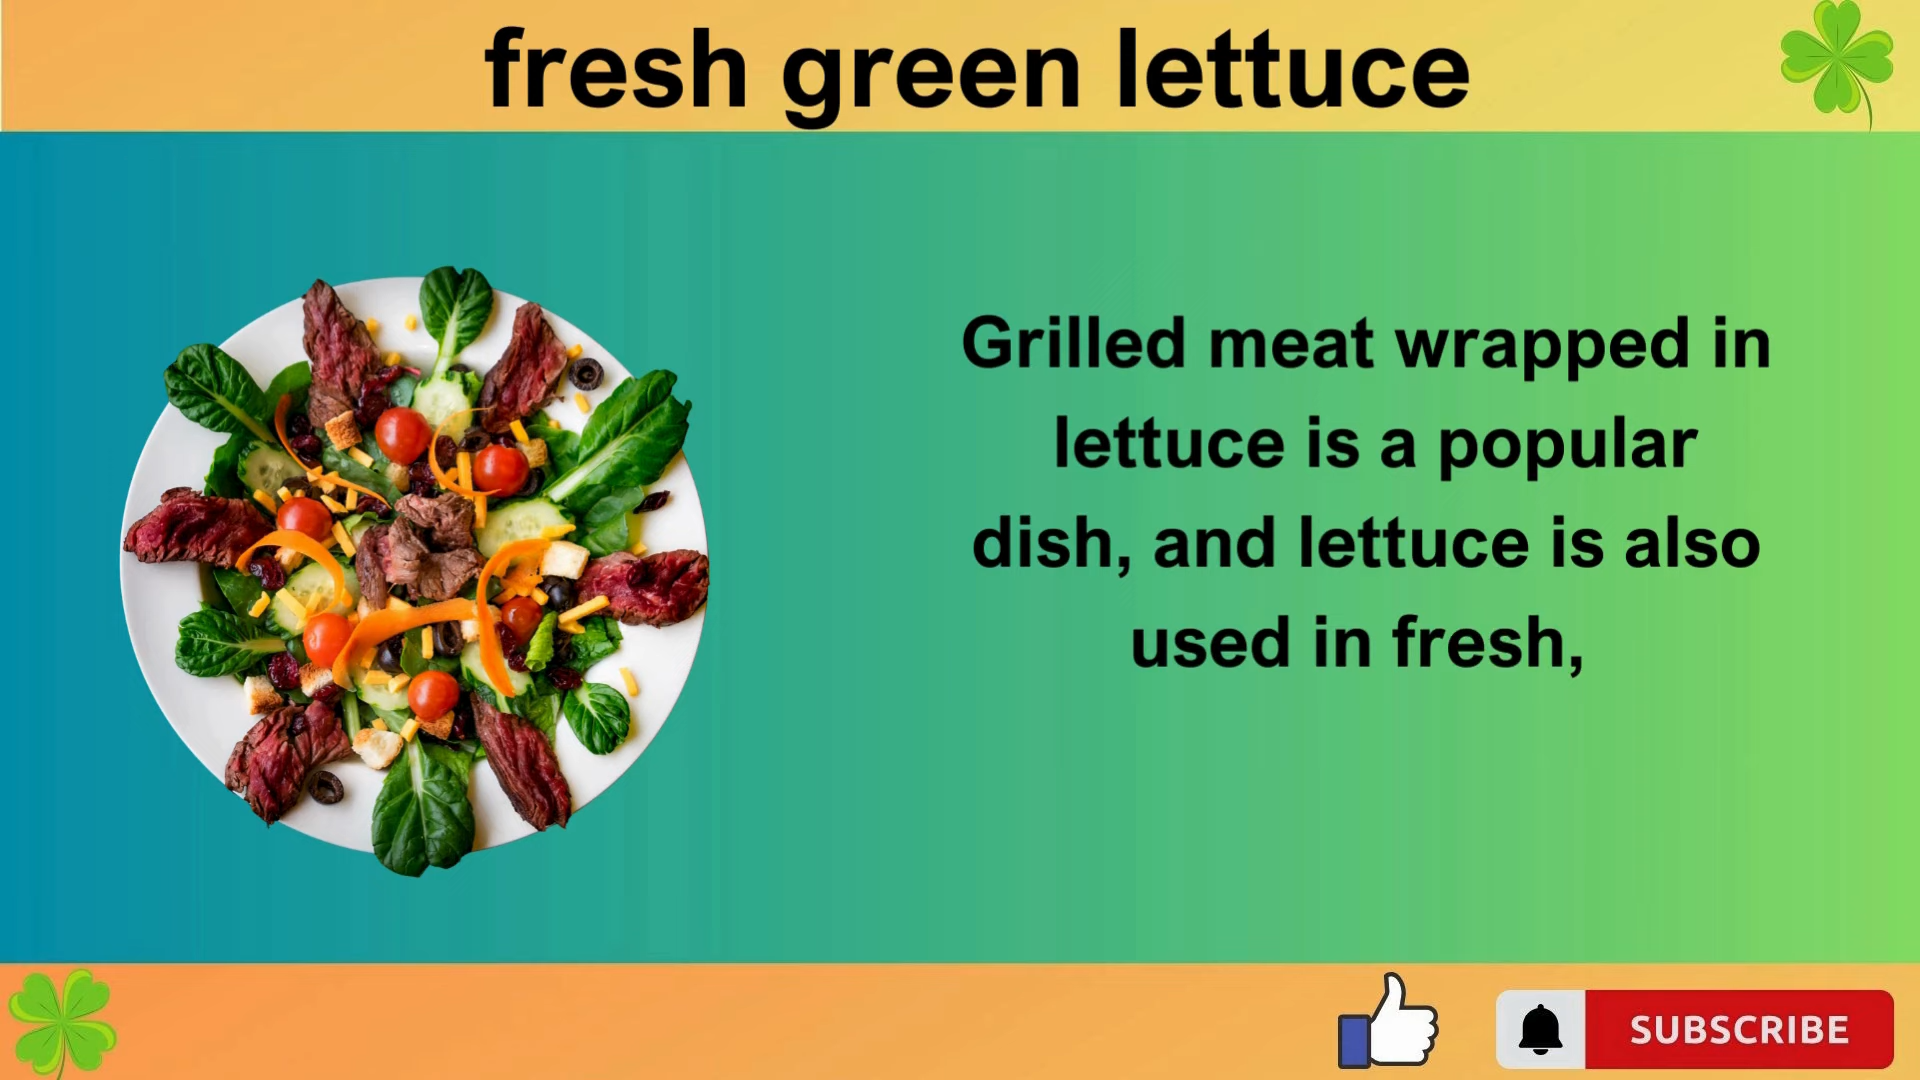 fresh green lettuce
Grilled meat wrapped in
lettuce is a popular
dish, and lettuce is also
used in fresh,
SUBSCRIBE